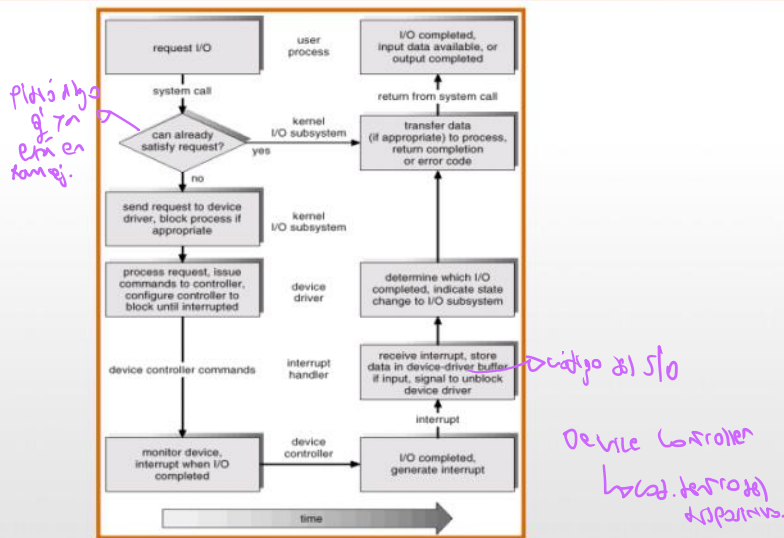 request I/O
user
process
I/O completed,
input data available, or
output completed
system call
return from system call
can already
satisfy request?
yes
no
kernel
I/O subsystem
transfer data
(if appropriate) to process,
return completion
or error code
send request to device
driver, block process if
appropriate
kernel
I/O subsystem
process request, issue
commands to controller,
configure controller to
block until interrupted
device
driver
determine which I/O
completed, indicate state
change to I/O subsystem
device controller commands
interrupt
handler
receive interrupt, store
data in device-driver buffer
if input, signal to unblock
device driver
interrupt
monitor device,
interrupt when I/O
completed
device
controller
I/O completed,
generate interrupt
time
código del S/O
Device Controller